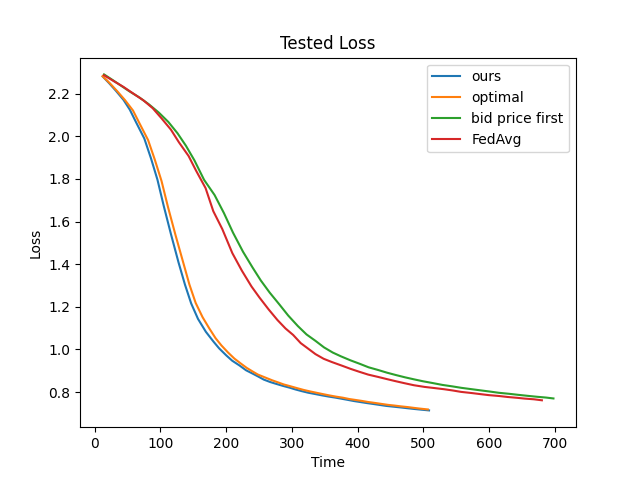 Tested Loss
ours
optimal
bid price first
FedAvg
Loss
2.2
2.0
1.8
1.6
1.4
1.2
1.0
0.8
0 100 200 300 400 500 600 700
Time